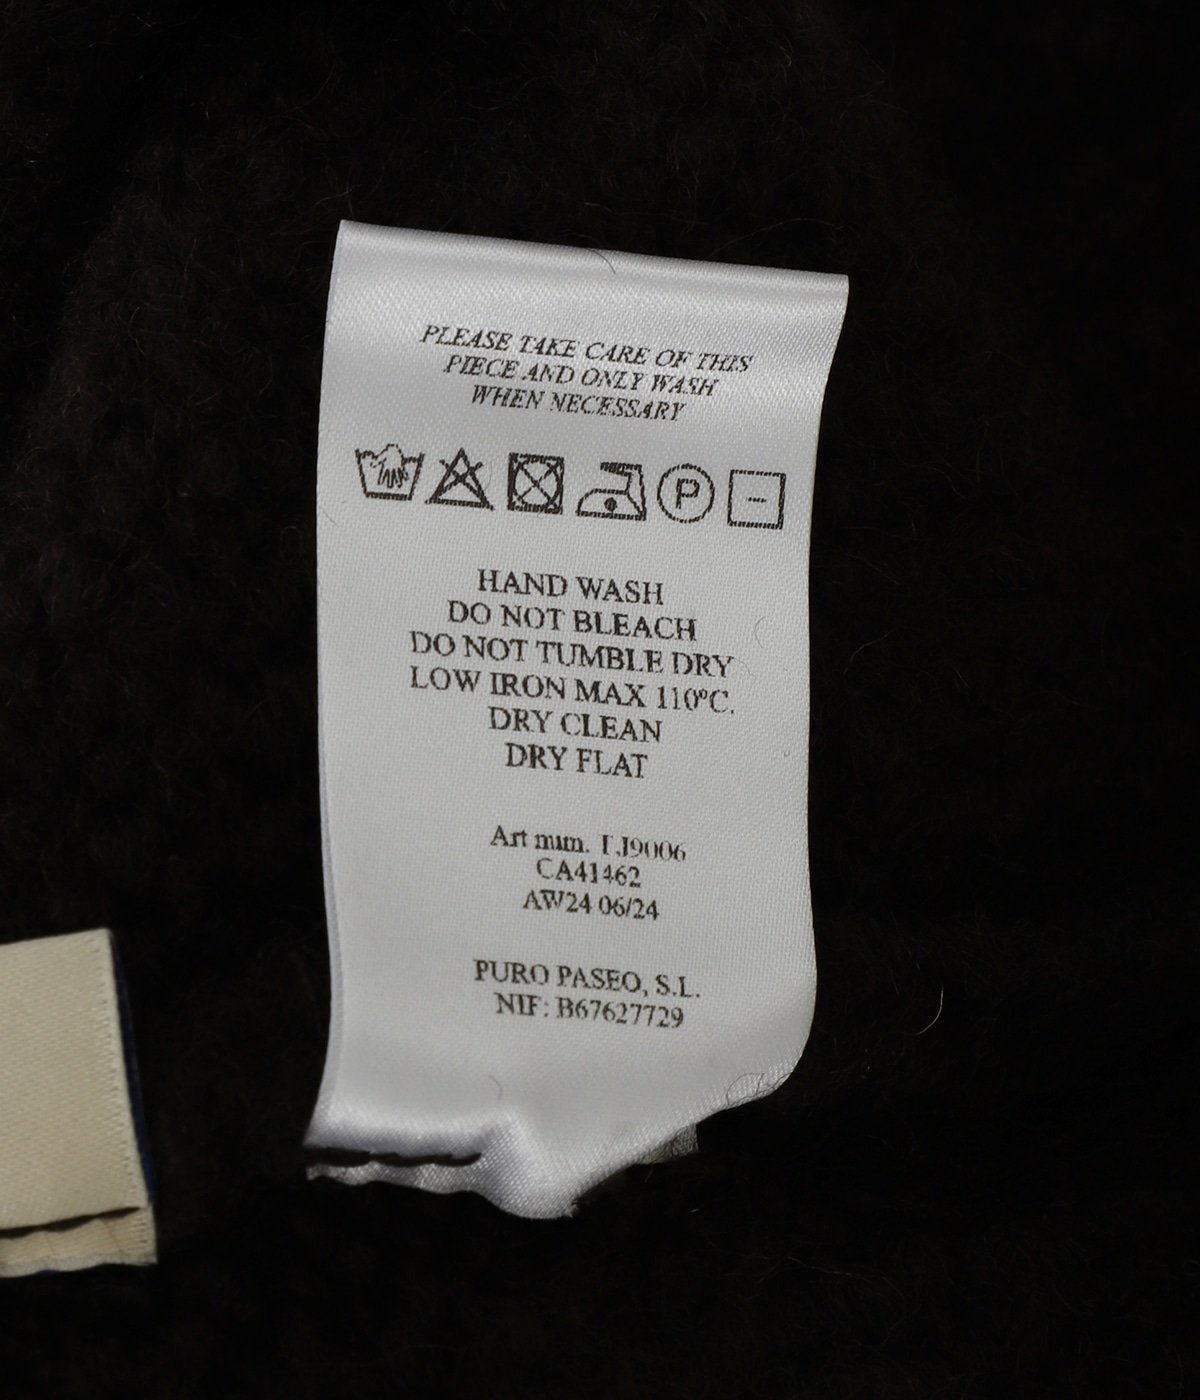 PLEASE TAKE CARE OF THIS
PIECE AND ONLY WASH
WHEN NECESSARY
P
HAND WASH
DO NOT BLEACH
DO NOT TUMBLE DRY
LOW IRON MAX 110ºC.
DRY CLEAN
DRY FLAT
Art num.
CA41462
AW24 06/24
PURO PASEO, S.L.
NIF: B67627729